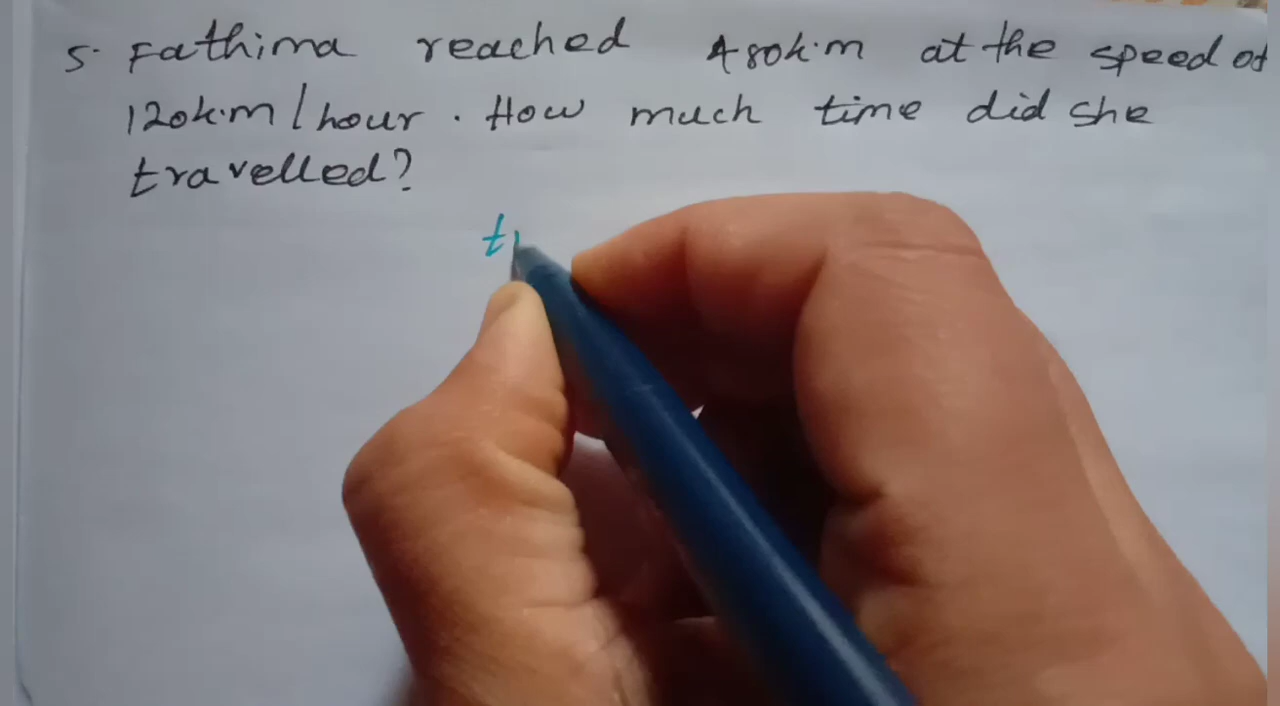 5. Fathima reached 480k.m at the speed of
120k.m/hour. How much time did she
travelled?
t